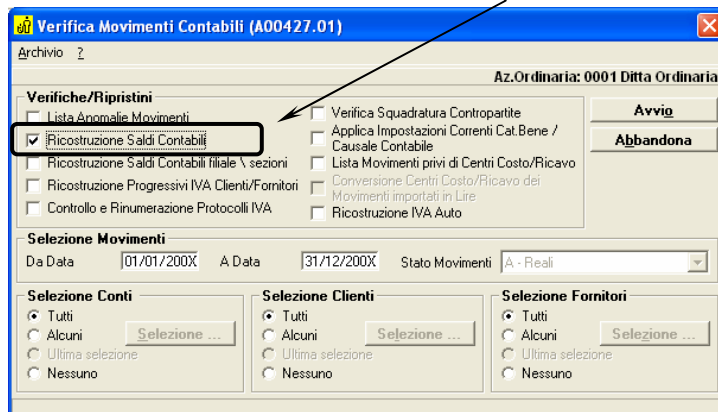 Verifica Movimenti Contabili (A00427.01)
Archivio ?
Az.Ordinaria: 0001 Ditta Ordinaria
Verifiche/Ripristini
Lista Anomalie Movimenti
Ricostruzione Saldi Contabili
Ricostruzione Saldi Contabili filiale \ sezioni
Ricostruzione Progressivi IVA Clienti/Fornitori
Controllo e Rinumerazione Protocolli IVA
Verifica Squadratura Contropartite
Applica Impostazioni Correnti Cat.Bene /
Causale Contabile
Lista Movimenti privi di Centri Costo/Ricavo
Conversione Centri Costo/Ricavo dei
Movimenti importati in Lire
Ricostruzione IVA Auto
Avvio
Abbandona
Selezione Movimenti
Da Data 01/01/200X A Data 31/12/200X Stato Movimenti A - Reali
Selezione Conti
Tutti
Alcuni Selezione ...
Ultima selezione
Nessuno
Selezione Clienti
Tutti
Alcuni Selezione ...
Ultima selezione
Nessuno
Selezione Fornitori
Tutti
Alcuni Selezione ...
Ultima selezione
Nessuno